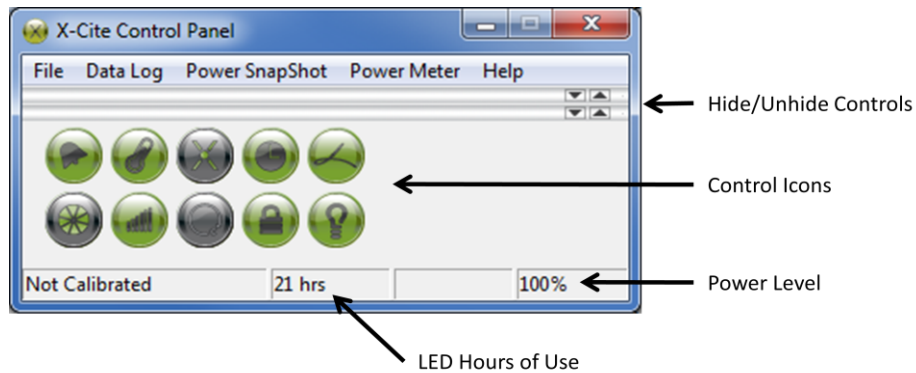 X-Cite Control Panel
File Data Log Power SnapShot Power Meter Help
Hide/Unhide Controls
Control Icons
Not Calibrated 21 hrs 100% Power Level
LED Hours of Use